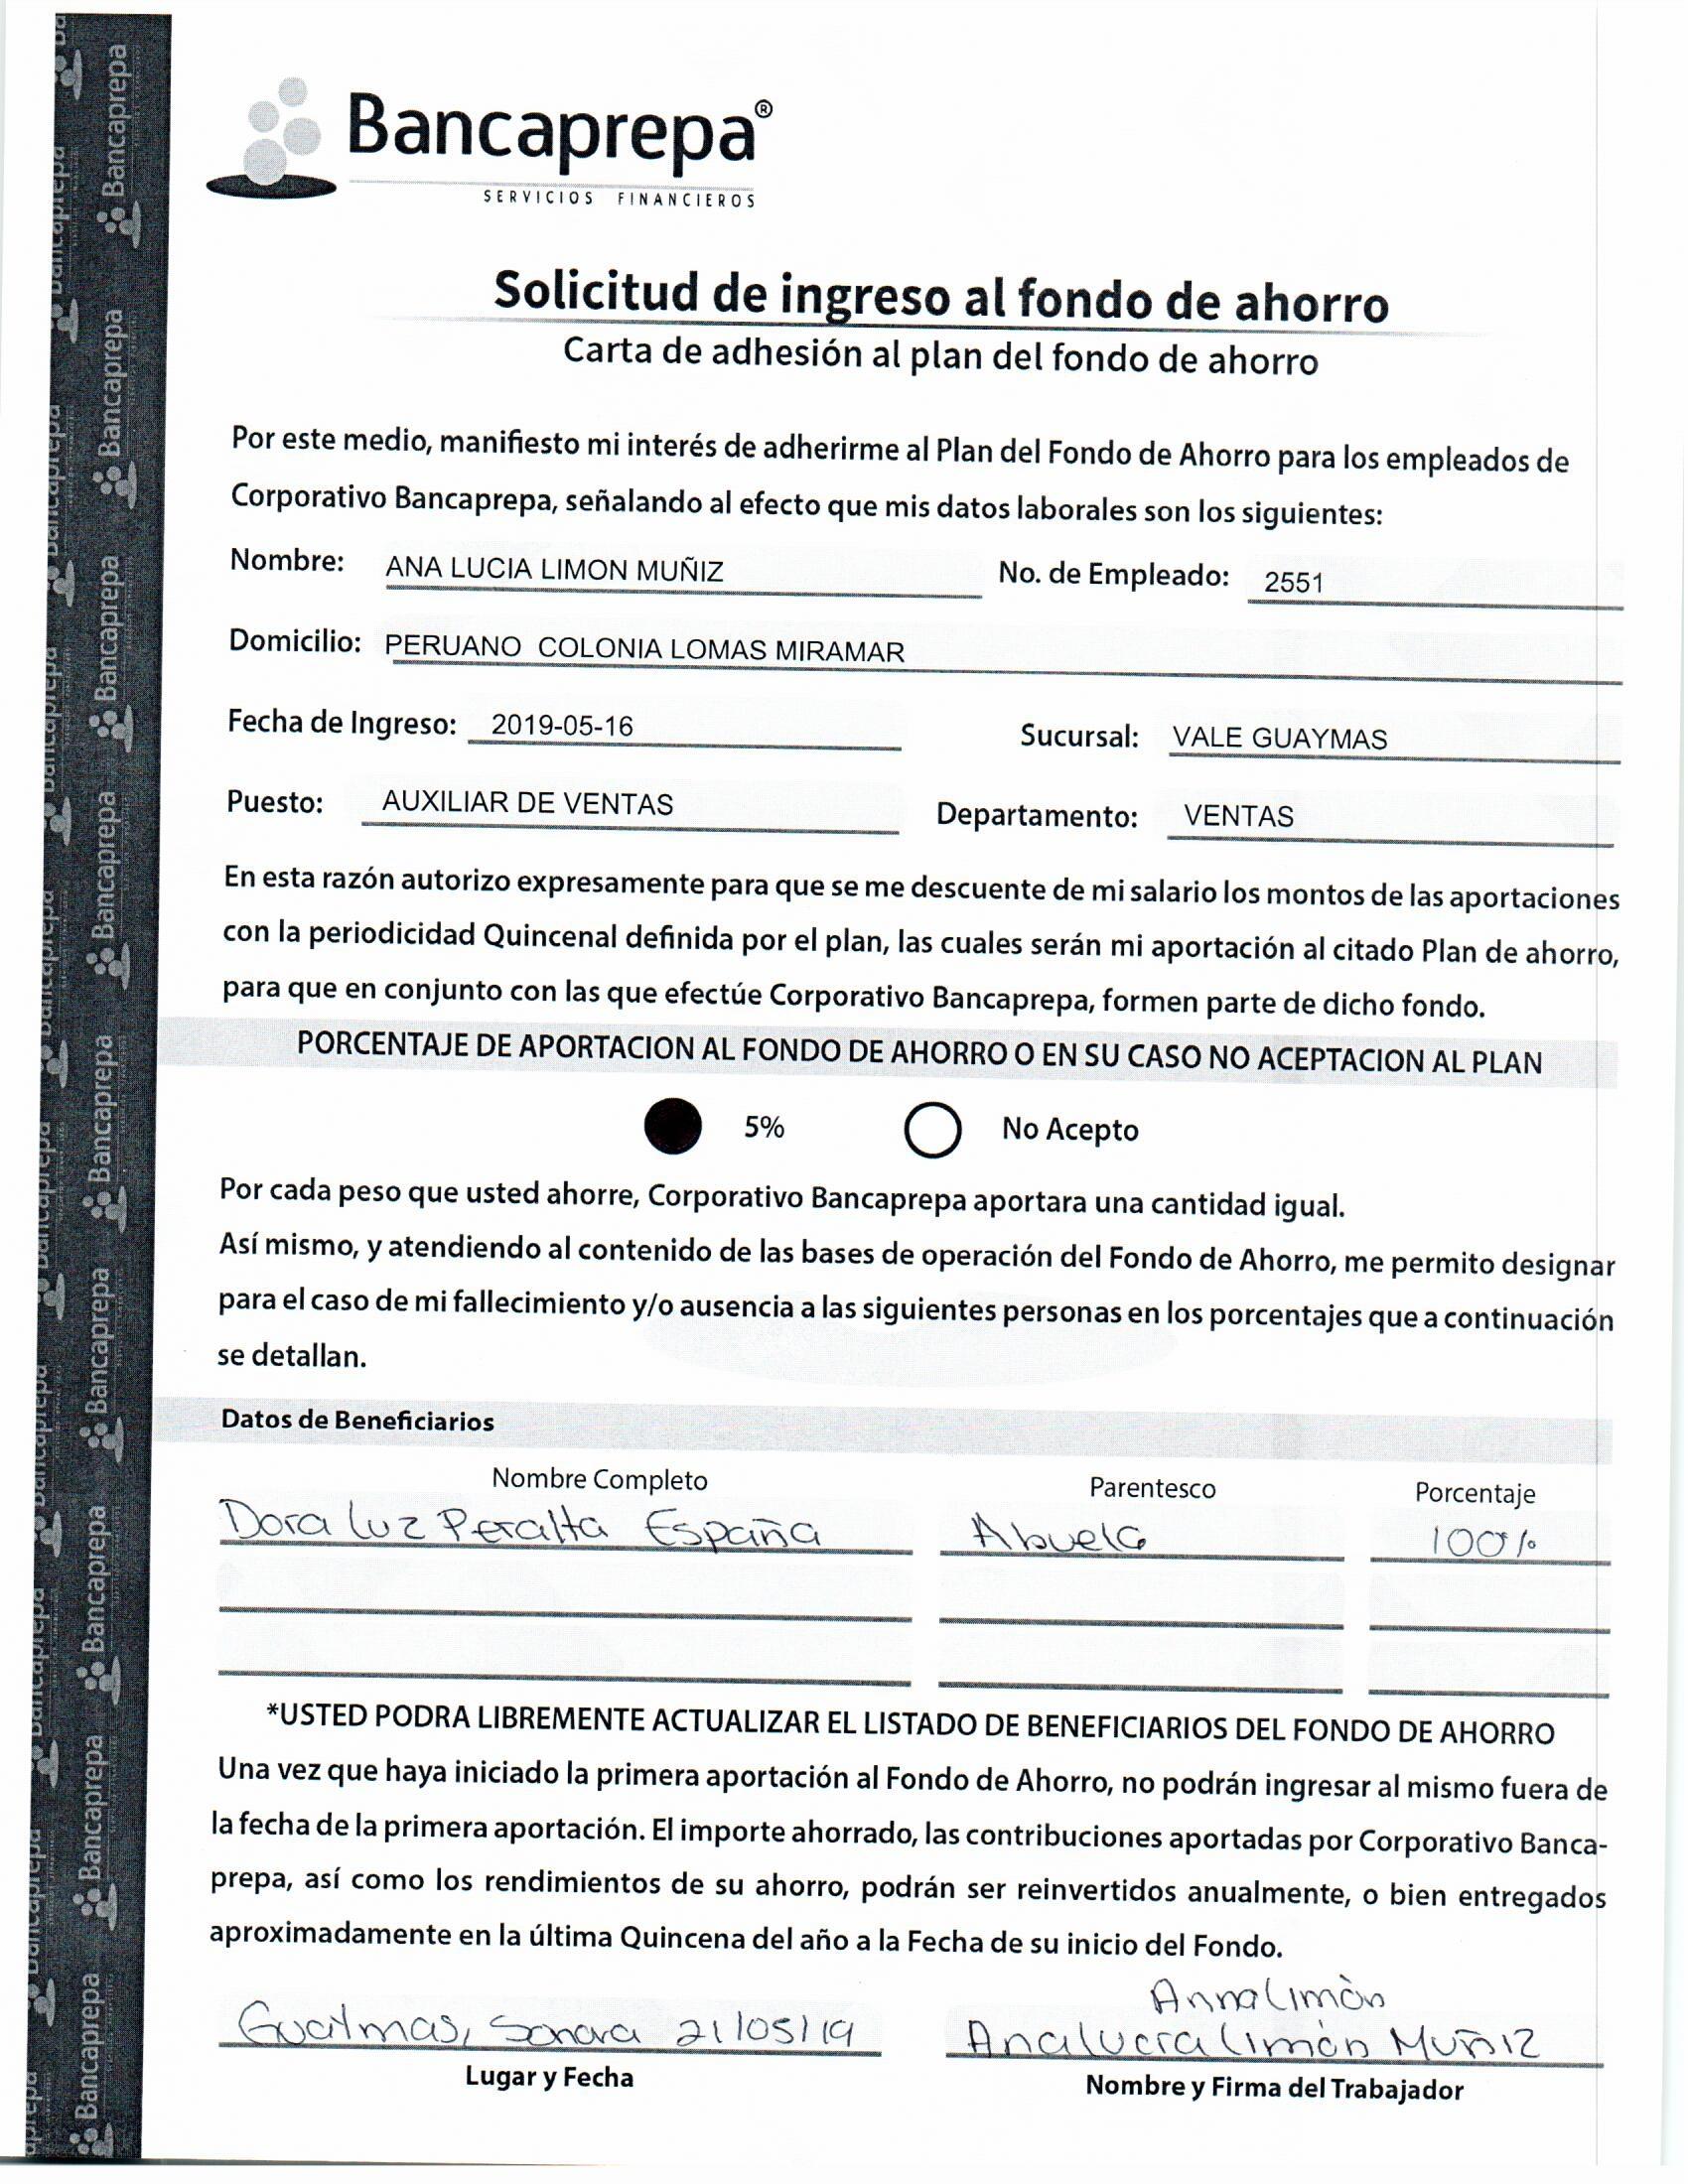 Bancaprepa®
SERVICIOS FINANCIEROS
Solicitud de ingreso al fondo de ahorro
Carta de adhesión al plan del fondo de ahorro
Por este medio, manifiesto mi interés de adherirme al Plan del Fondo de Ahorro para los empleados de
Corporativo Bancaprepa, señalando al efecto que mis datos laborales son los siguientes:
Nombre: ANA LUCIA LIMON MUÑIZ No. de Empleado: 2551
Domicilio: PERUANO COLONIA LOMAS MIRAMAR
Fecha de Ingreso: 2019-05-16 Sucursal: VALE GUAYMAS
Puesto: AUXILIAR DE VENTAS Departamento: VENTAS
En esta razón autorizo expresamente para que se me descuente de mi salario los montos de las aportaciones
con la periodicidad Quincenal definida por el plan, las cuales serán mi aportación al citado Plan de ahorro,
para que en conjunto con las que efectúe Corporativo Bancaprepa, formen parte de dicho fondo.
PORCENTAJE DE APORTACION AL FONDO DE AHORRO O EN SU CASO NO ACEPTACION AL PLAN
5% No Acepto
Por cada peso que usted ahorre, Corporativo Bancaprepa aportara una cantidad igual.
Así mismo, y atendiendo al contenido de las bases de operación del Fondo de Ahorro, me permito designar
para el caso de mi fallecimiento y/o ausencia a las siguientes personas en los porcentajes que a continuación
se detallan.
Datos de Beneficiarios
Nombre Completo Parentesco Porcentaje
Dora Luz Peralta España Abuela 100%
*USTED PODRA LIBREMENTE ACTUALIZAR EL LISTADO DE BENEFICIARIOS DEL FONDO DE AHORRO
Una vez que haya iniciado la primera aportación al Fondo de Ahorro, no podrán ingresar al mismo fuera de
la fecha de la primera aportación. El importe ahorrado, las contribuciones aportadas por Corporativo Banca-
prepa, así como los rendimientos de su ahorro, podrán ser reinvertidos anualmente, o bien entregados
aproximadamente en la última Quincena del año a la Fecha de su inicio del Fondo.
Anna Limòn
Guaymas, Sonora 21/05/19 Ana Lucia Limòn Muñiz
Lugar y Fecha Nombre y Firma del Trabajador